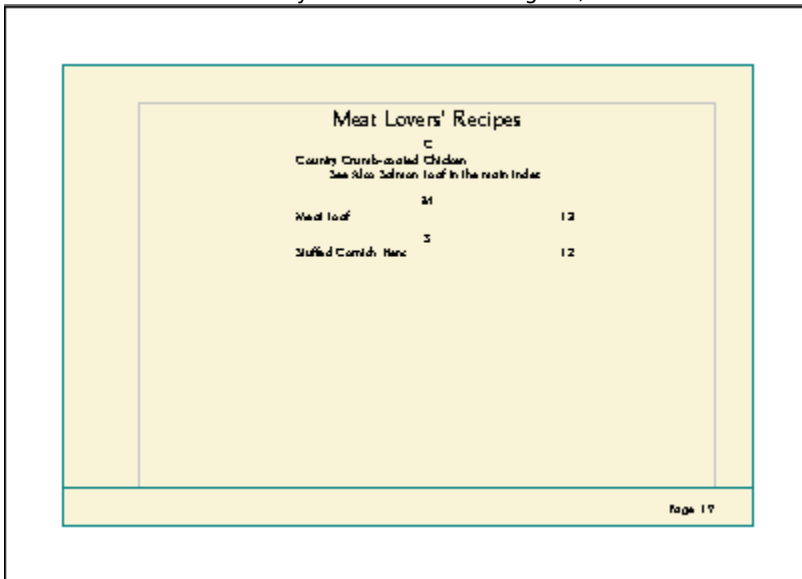 Meat Lovers' Recipes
C
Country Crumb-coated Chicken
See Also Salmon Loaf in the main index
M
Meat Loaf 13
S
Stuffed Cornish Hens 12
Page 17